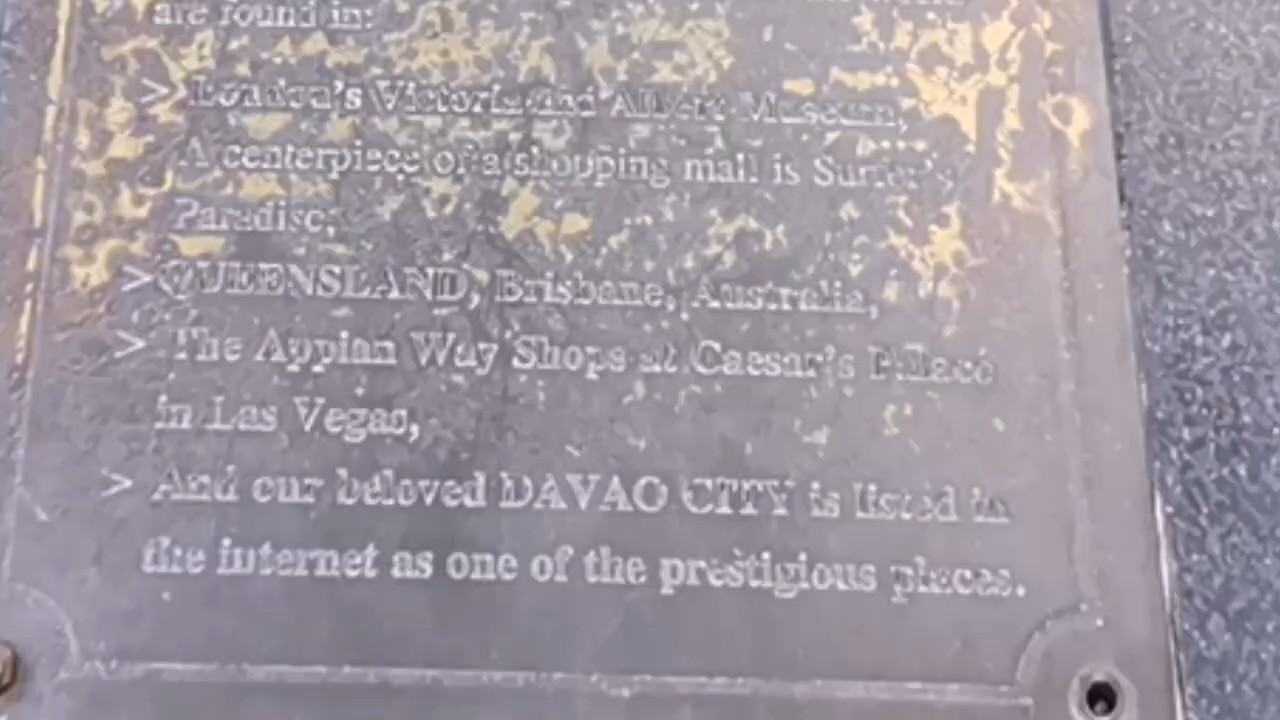 are found in:
> London's Victoria and Albert Museum,
A centerpiece of a shopping mall is Surfer's
Paradise,
> QUEENSLAND, Brisbane, Australia,
> The Appian Way Shops at Caesar's Palace
in Las Vegas,
> And our beloved DAVAO CITY is listed in
the internet as one of the prestigious places.